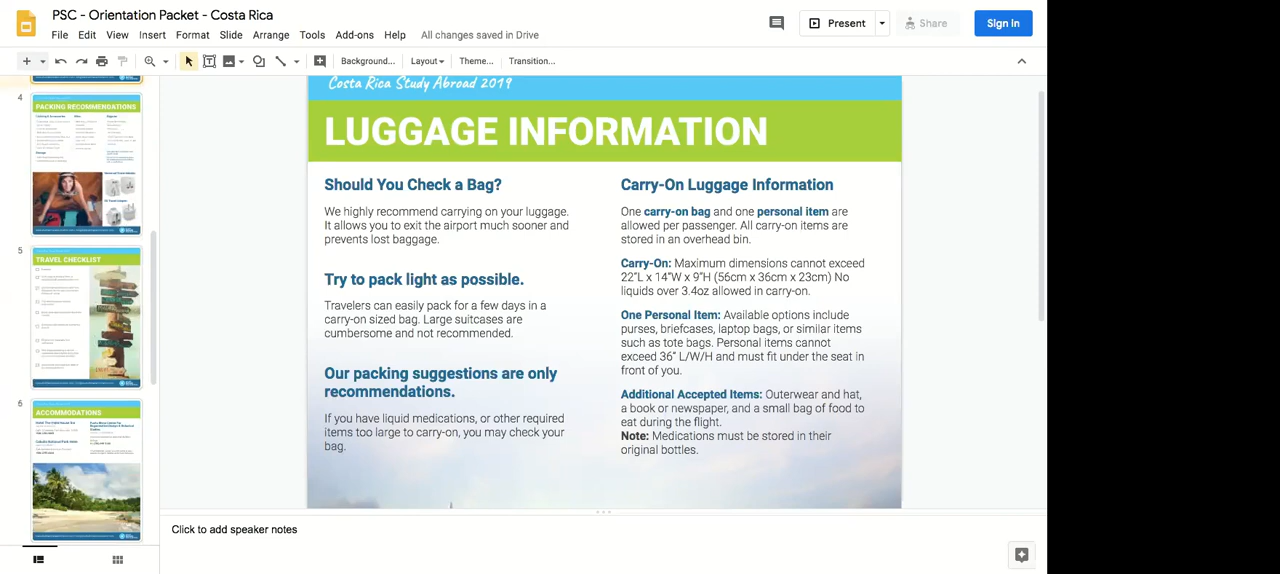 PSC - Orientation Packet - Costa Rica
File Edit View Insert Format Slide Arrange Tools Add-ons Help All changes saved in Drive
Present
Share
Sign in
Background...
Layout
Theme...
Transition...
4
PACKING RECOMMENDATIONS
5
TRAVEL CHECKLIST
6
ACCOMMODATIONS
Costa Rica Study Abroad 2019
LUGGAGE INFORMATION
Should You Check a Bag?
We highly recommend carrying on your luggage.
It allows you to exit the airport much sooner and
prevents lost baggage.
Try to pack light as possible.
Travelers can easily pack for a few days in a
carry-on sized bag. Large suitcases are
cumbersome and not recommended.
Our packing suggestions are only
recommendations.
If you have liquid medications, or other required
items too large to carry-on, you may check your
bag.
Carry-On Luggage Information
One carry-on bag and one personal item are
allowed per passenger. All carry-on items are
stored in an overhead bin.
Carry-On: Maximum dimensions cannot exceed
22"L x 14"W x 9"H (56cm x 36cm x 23cm) No
liquids over 3.4oz allowed in carry-on.
One Personal Item: Available options include
purses, briefcases, laptop bags, or similar items
such as tote bags. Personal items cannot
exceed 36" L/W/H and must fit under the seat in
front of you.
Additional Accepted Items: Outerwear and hat,
a book or newspaper, and a small bag of food to
eat during the flight.
Note: Medications must be stored in their
original bottles.
Click to add speaker notes